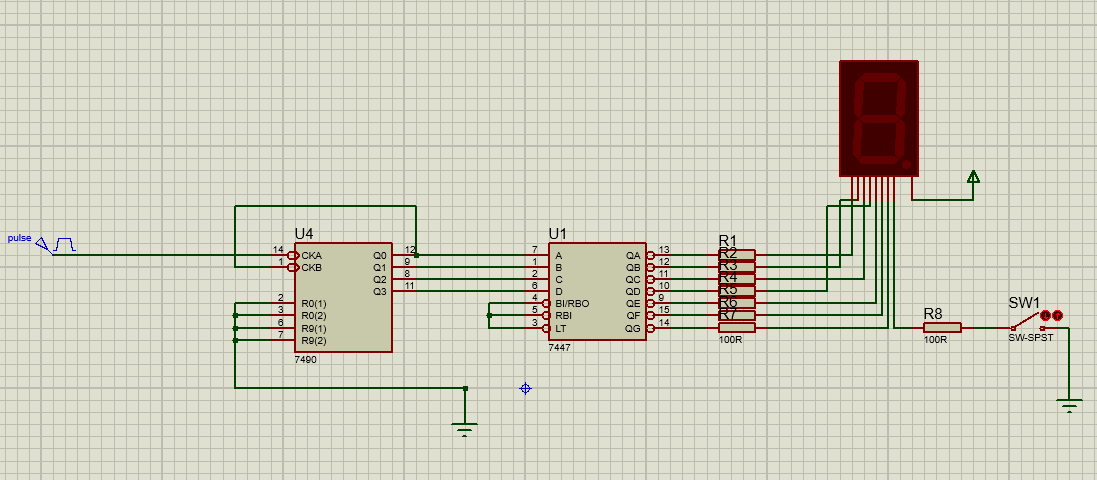 pulse
U4
14 CKA Q0 12
1 CKB Q1 9
Q2 8
Q3 11
2 R0(1)
3 R0(2)
6 R9(1)
7 R9(2)
7490
U1
7 A QA 13
1 B QB 12
2 C QC 11
6 D QD 10
4 BI/RBO QE 9
5 RBI QF 15
3 LT QG 14
7447
R1
R2
R3
R4
R5
R6
R7
100R
R8
100R
SW1
SW-SPST